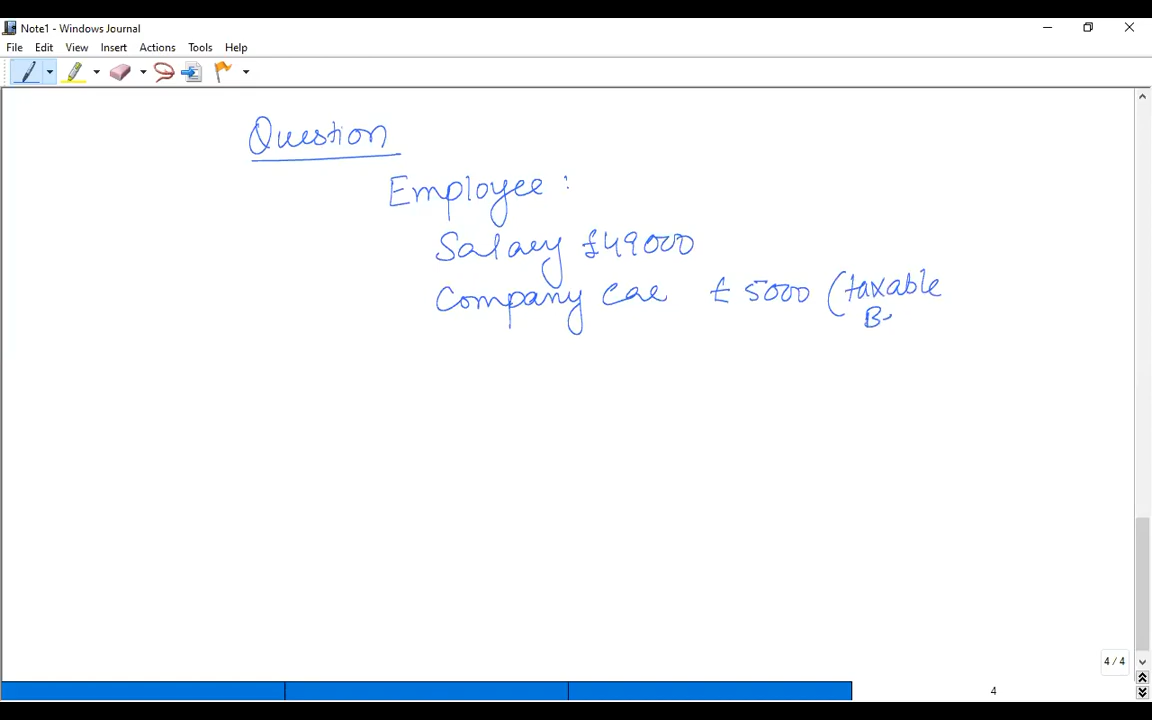 Note1 - Windows Journal
File Edit View Insert Actions Tools Help
Question
Employee :
Salary £49000
Company Car £ 5000 (taxable
B-
4 / 4
4